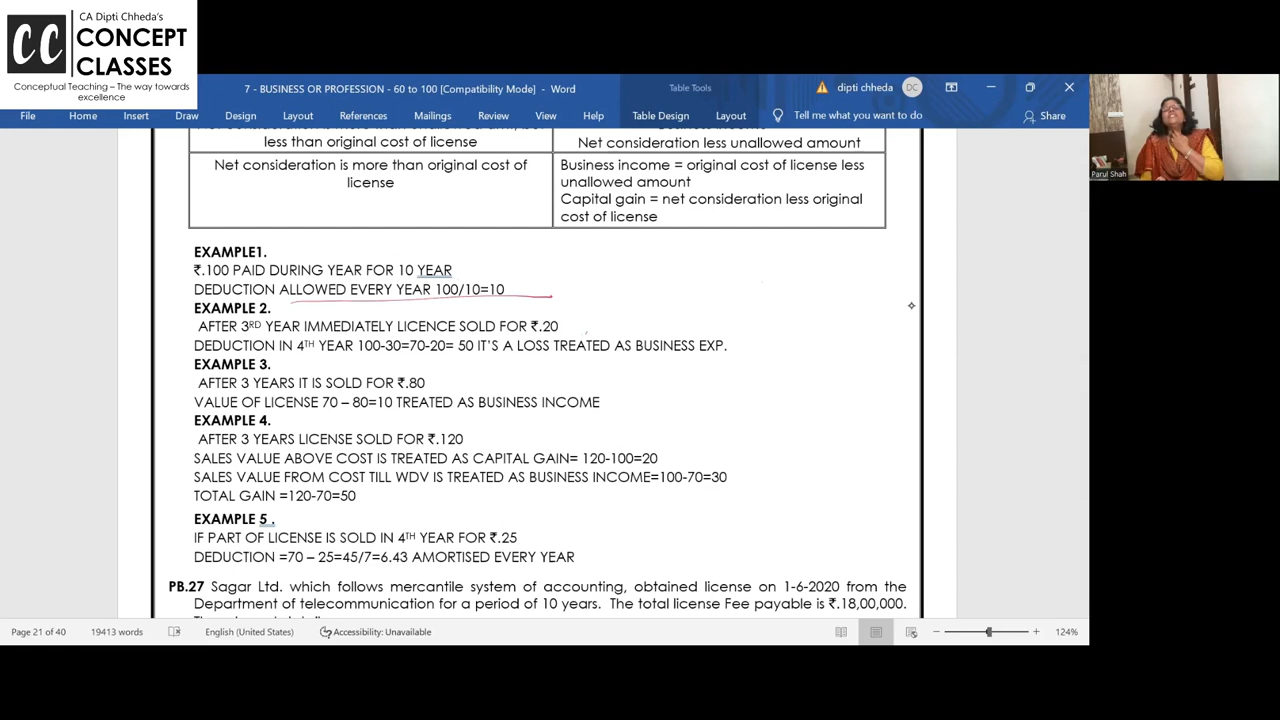 CA Dipti Chheda's
CC
CONCEPT
CLASSES
Conceptual Teaching – The way towards
excellence
7 - BUSINESS OR PROFESSION - 60 to 100 [Compatibility Mode] - Word
Table Tools
dipti chheda
DC
File
Home
Insert
Draw
Design
Layout
References
Mailings
Review
View
Help
Table Design
Layout
Tell me what you want to do
Share
less than original cost of license
Net consideration less unallowed amount
Net consideration is more than original cost of
license
Business income = original cost of license less
unallowed amount
Capital gain = net consideration less original
cost of license
EXAMPLE1.
₹.100 PAID DURING YEAR FOR 10 YEAR
DEDUCTION ALLOWED EVERY YEAR 100/10=10
EXAMPLE 2.
AFTER 3RD YEAR IMMEDIATELY LICENCE SOLD FOR ₹.20
DEDUCTION IN 4TH YEAR 100-30=70-20= 50 IT'S A LOSS TREATED AS BUSINESS EXP.
EXAMPLE 3.
AFTER 3 YEARS IT IS SOLD FOR ₹.80
VALUE OF LICENSE 70 – 80=10 TREATED AS BUSINESS INCOME
EXAMPLE 4.
AFTER 3 YEARS LICENSE SOLD FOR ₹.120
SALES VALUE ABOVE COST IS TREATED AS CAPITAL GAIN= 120-100=20
SALES VALUE FROM COST TILL WDV IS TREATED AS BUSINESS INCOME=100-70=30
TOTAL GAIN =120-70=50
EXAMPLE 5 .
IF PART OF LICENSE IS SOLD IN 4TH YEAR FOR ₹.25
DEDUCTION =70 – 25=45/7=6.43 AMORTISED EVERY YEAR
PB.27 Sagar Ltd. which follows mercantile system of accounting, obtained license on 1-6-2020 from the
Department of telecommunication for a period of 10 years. The total license Fee payable is ₹.18,00,000.
Page 21 of 40
19413 words
English (United States)
Accessibility: Unavailable
124%
Parul Shah